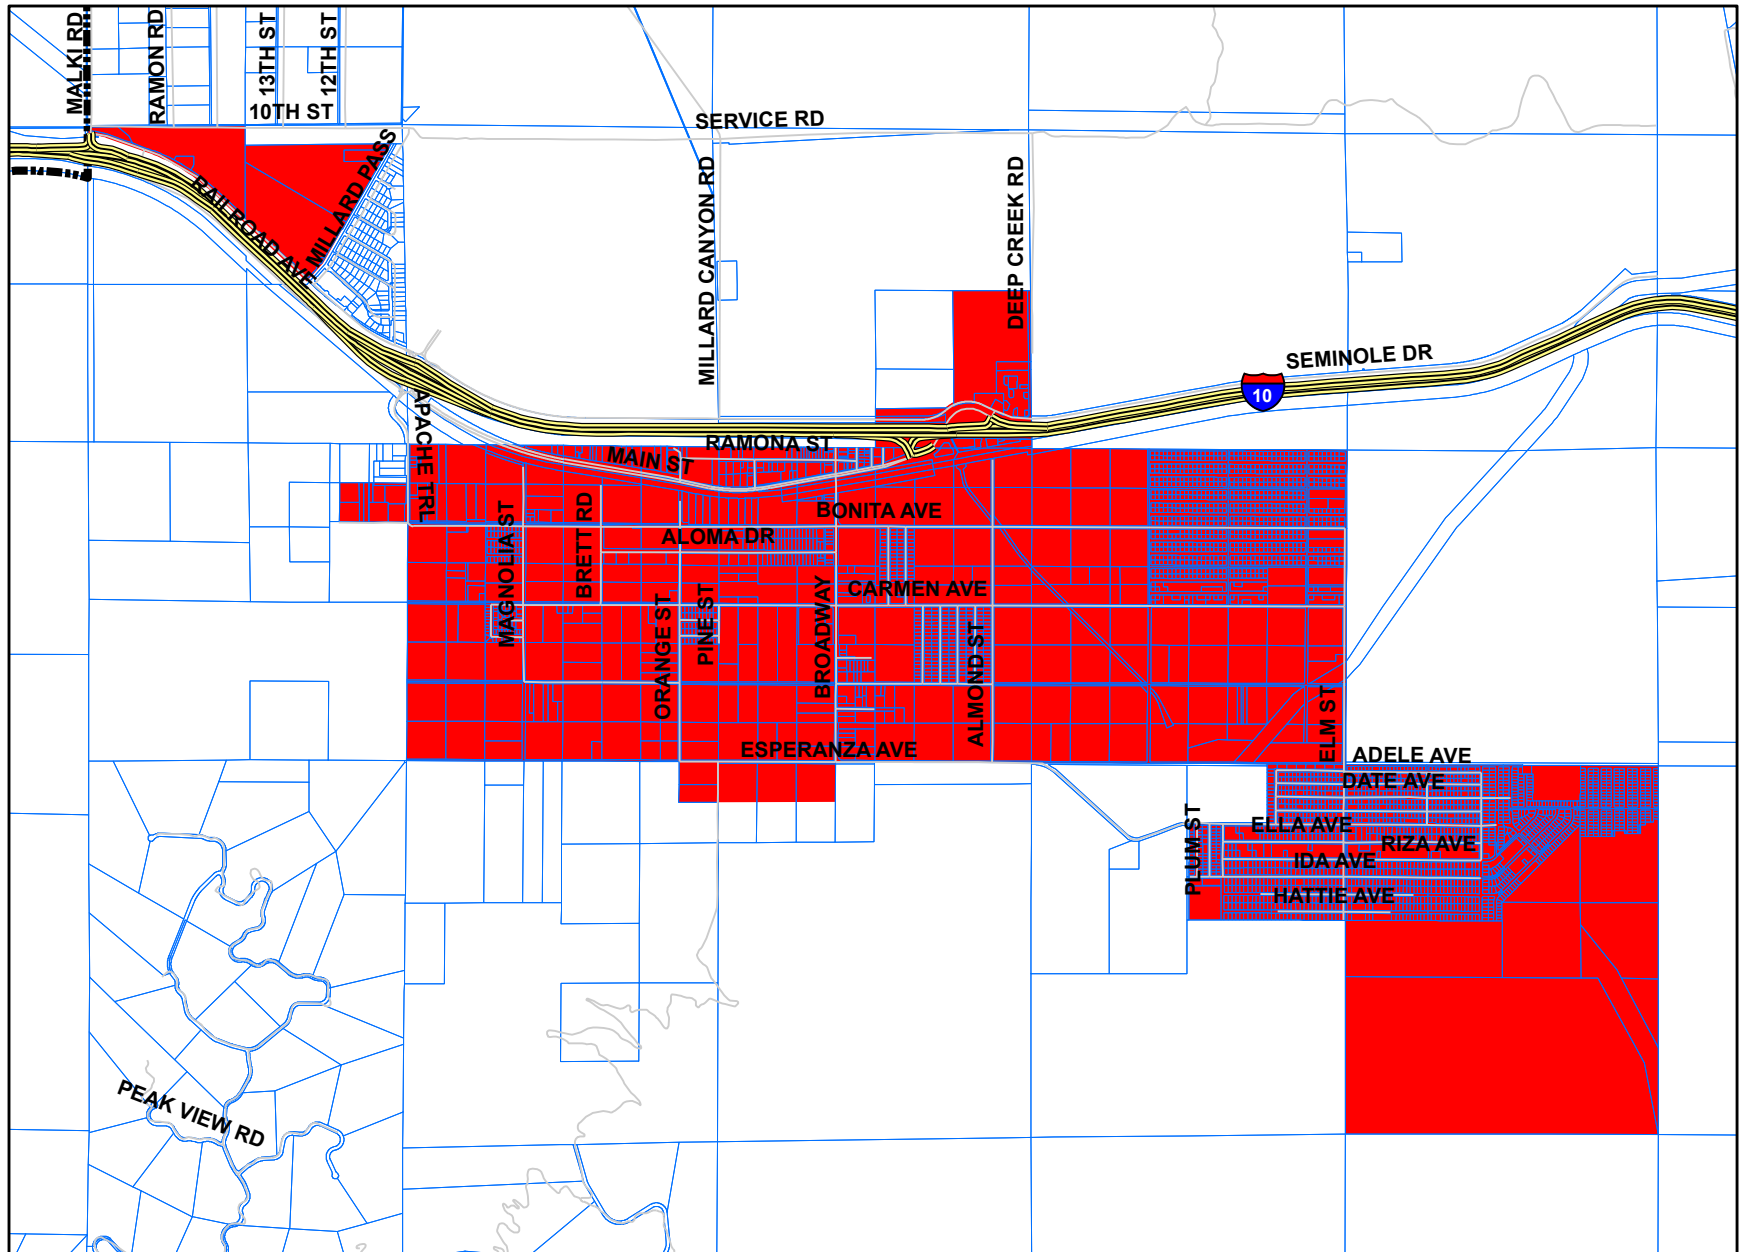 MALKI RD
RAMON RD
13TH ST
12TH ST
10TH ST
SERVICE RD
RAILROAD AVE
MILLARD PASS
MILLARD CANYON RD
DEEP CREEK RD
SEMINOLE DR
10
APACHE TRL
RAMONA ST
MAIN ST
BONITA AVE
MAGNOLIA ST
BRETT RD
ALOMA DR
CARMEN AVE
ORANGE ST
PINE ST
BROADWAY
ALMOND ST
ELM ST
ESPERANZA AVE
ADELE AVE
DATE AVE
PLUM ST
ELLA AVE
RIZA AVE
IDA AVE
HATTIE AVE
PEAK VIEW RD